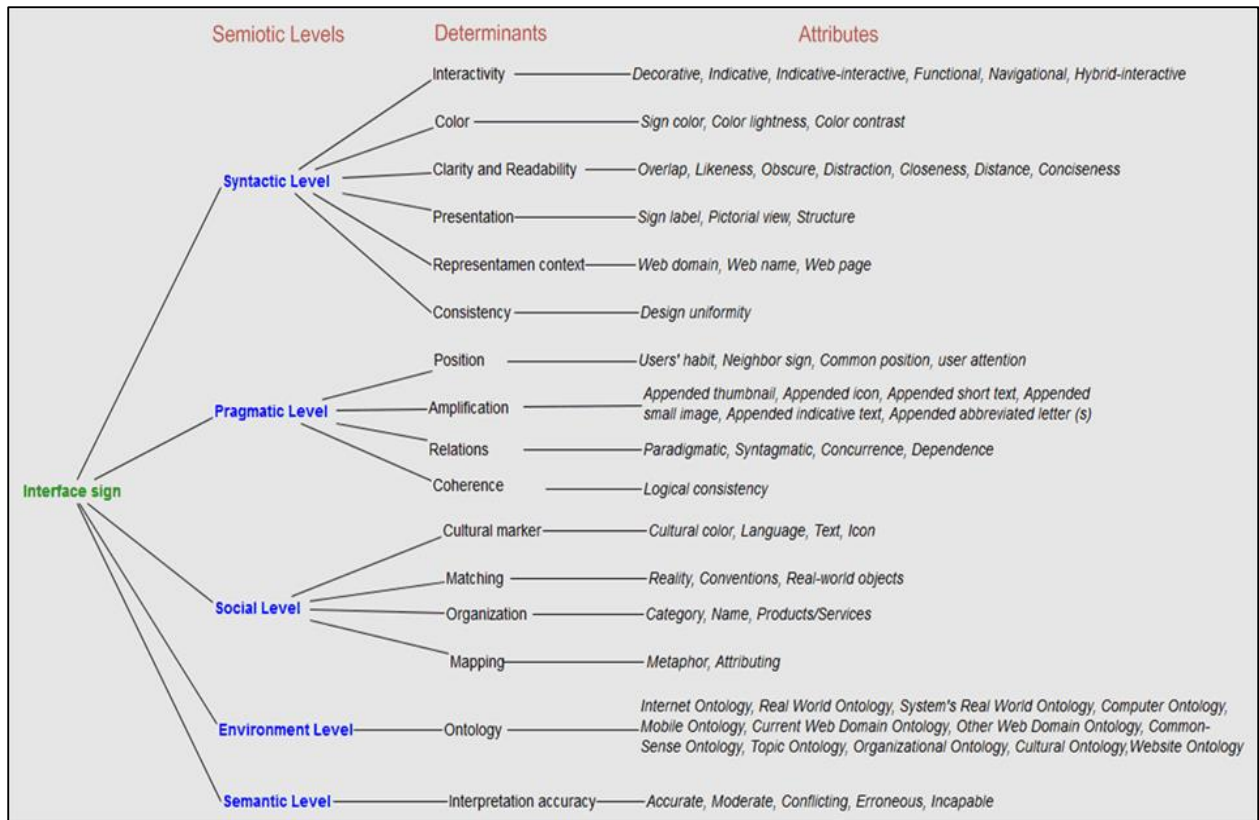 Semiotic Levels Determinants Attributes
Interactivity Decorative, Indicative, Indicative-interactive, Functional, Navigational, Hybrid-interactive
Color Sign color, Color lightness, Color contrast
Syntactic Level Clarity and Readability Overlap, Likeness, Obscure, Distraction, Closeness, Distance, Conciseness
Presentation Sign label, Pictorial view, Structure
Representamen context Web domain, Web name, Web page
Consistency Design uniformity
Position Users' habit, Neighbor sign, Common position, user attention
Pragmatic Level Amplification Appended thumbnail, Appended icon, Appended short text, Appended
small image, Appended indicative text, Appended abbreviated letter (s)
Relations Paradigmatic, Syntagmatic, Concurrence, Dependence
Interface sign Coherence Logical consistency
Cultural marker Cultural color, Language, Text, Icon
Matching Reality, Conventions, Real-world objects
Social Level Organization Category, Name, Products/Services
Mapping Metaphor, Attributing
Internet Ontology, Real World Ontology, System's Real World Ontology, Computer Ontology,
Environment Level Ontology Mobile Ontology, Current Web Domain Ontology, Other Web Domain Ontology, Common-
Sense Ontology, Topic Ontology, Organizational Ontology, Cultural Ontology,Website Ontology
Semantic Level Interpretation accuracy Accurate, Moderate, Conflicting, Erroneous, Incapable